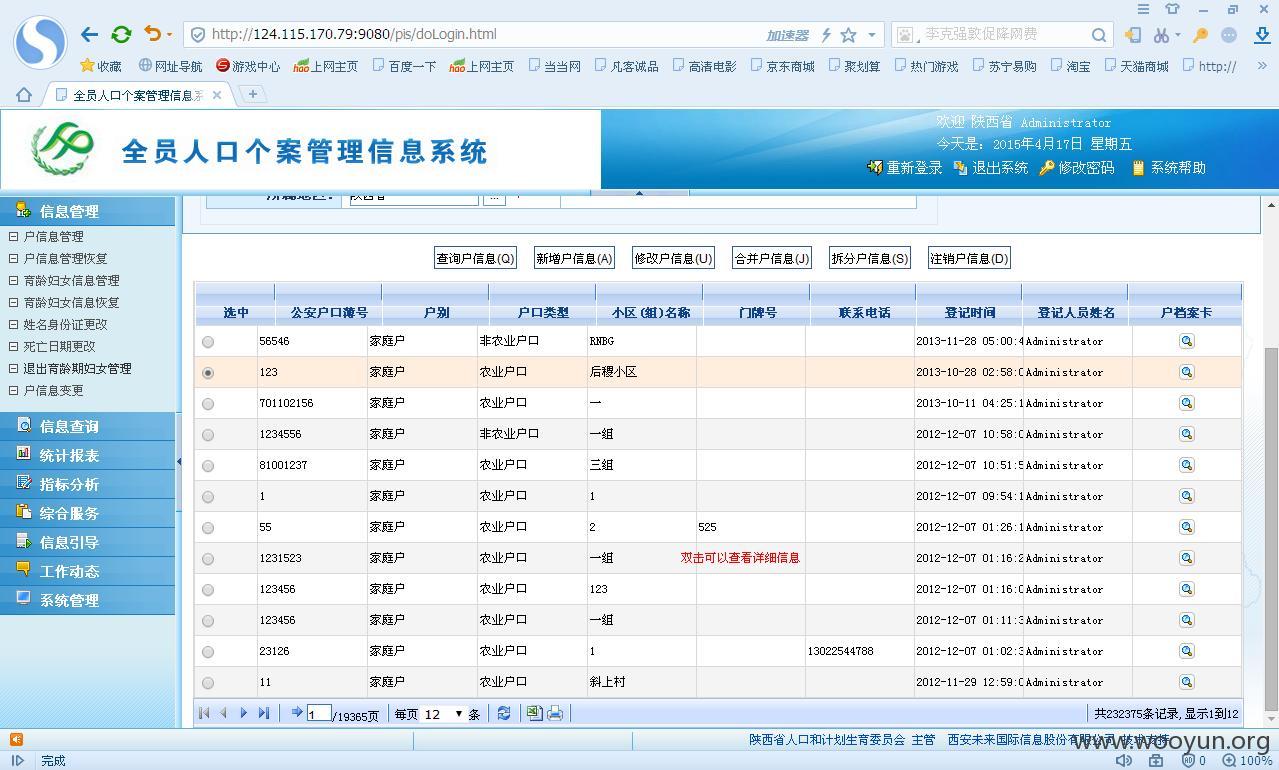 http://124.115.170.79:9080/pis/doLogin.html 加速器 李克强敦促降网费
收藏 网址导航 游戏中心 上网主页 百度一下 上网主页 当当网 凡客诚品 高清电影 京东商城 聚划算 热门游戏 苏宁易购 淘宝 天猫商城 http://
全员人口个案管理信息系
全员人口个案管理信息系统
欢迎 陕西省 Administrator
今天是: 2015年4月17日 星期五
重新登录 退出系统 修改密码 系统帮助
信息管理
户信息管理
户信息管理恢复
育龄妇女信息管理
育龄妇女信息恢复
姓名身份证更改
死亡日期更改
退出育龄期妇女管理
户信息变更
信息查询
统计报表
指标分析
综合服务
信息引导
工作动态
系统管理
所属地区: 陕西省 ...
查询户信息(Q) 新增户信息(A) 修改户信息(U) 合并户信息(J) 拆分户信息(S) 注销户信息(D)
选中 公安户口簿号 户别 户口类型 小区(组)名称 门牌号 联系电话 登记时间 登记人员姓名 户档案卡
56546 家庭户 非农业户口 RNBG 2013-11-28 05:00:4 Administrator
123 家庭户 农业户口 后稷小区 2013-10-28 02:58:0 Administrator
701102156 家庭户 农业户口 一 2013-10-11 04:25:1 Administrator
1234556 家庭户 非农业户口 一组 2012-12-07 10:58:0 Administrator
81001237 家庭户 农业户口 三组 2012-12-07 10:51:5 Administrator
1 家庭户 农业户口 1 2012-12-07 09:54:1 Administrator
55 家庭户 农业户口 2 525 2012-12-07 01:26:1 Administrator
1231523 家庭户 农业户口 一组 双击可以查看详细信息 2012-12-07 01:16:2 Administrator
123456 家庭户 农业户口 123 2012-12-07 01:16:0 Administrator
123456 家庭户 农业户口 一组 2012-12-07 01:11:3 Administrator
23126 家庭户 农业户口 1 13022544788 2012-12-07 01:02:3 Administrator
11 家庭户 农业户口 斜上村 2012-11-29 12:59:0 Administrator
1 /19365页 每页 12 条 共232375条记录, 显示1到12
陕西省人口和计划生育委员会 主管 西安未来国际信息股份有限公司 技术支持
www.wooyun.org
完成 0 100%